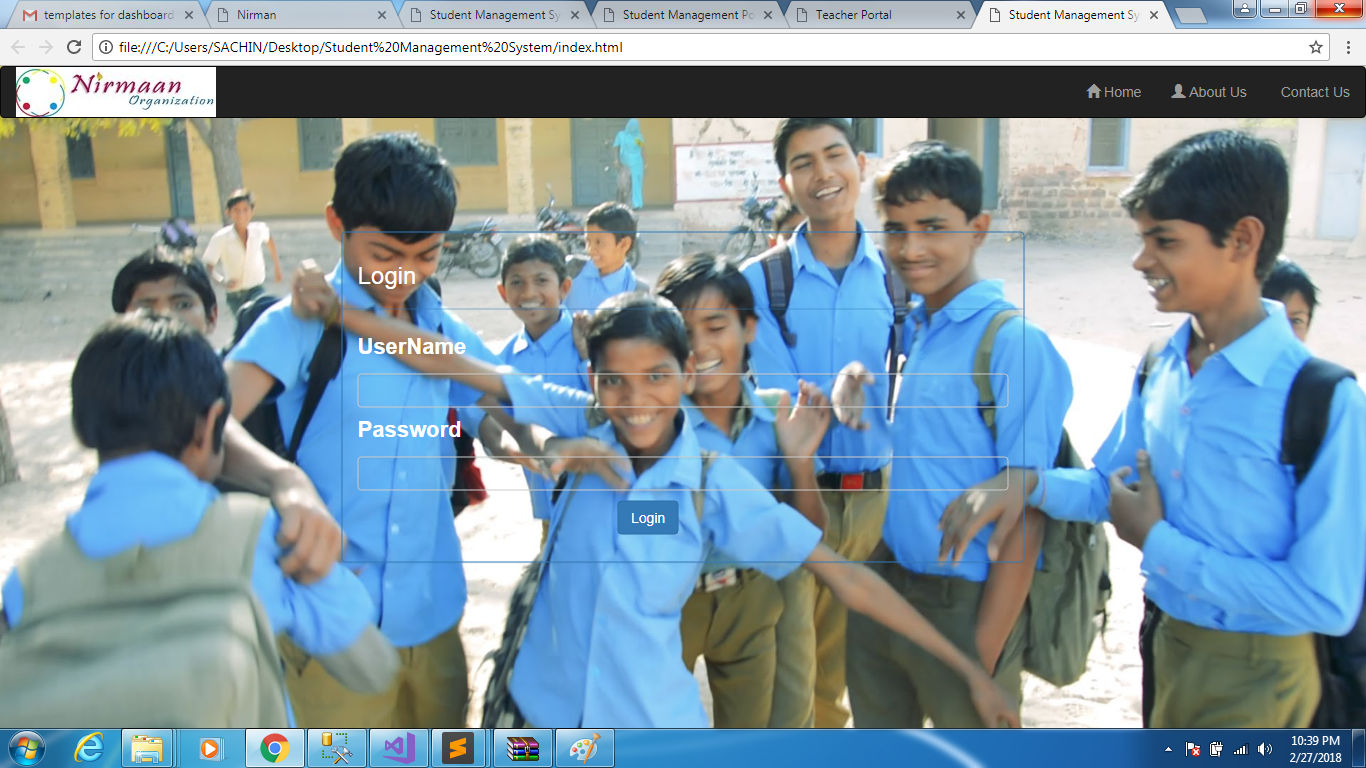 templates for dashboard
Nirman
Student Management Sy
Student Management Po
Teacher Portal
Student Management Sy
file:///C:/Users/SACHIN/Desktop/Student%20Management%20System/index.html
Nirmaan
Organization
Home
About Us
Contact Us
Login
UserName
Password
Login
10:39 PM
2/27/2018